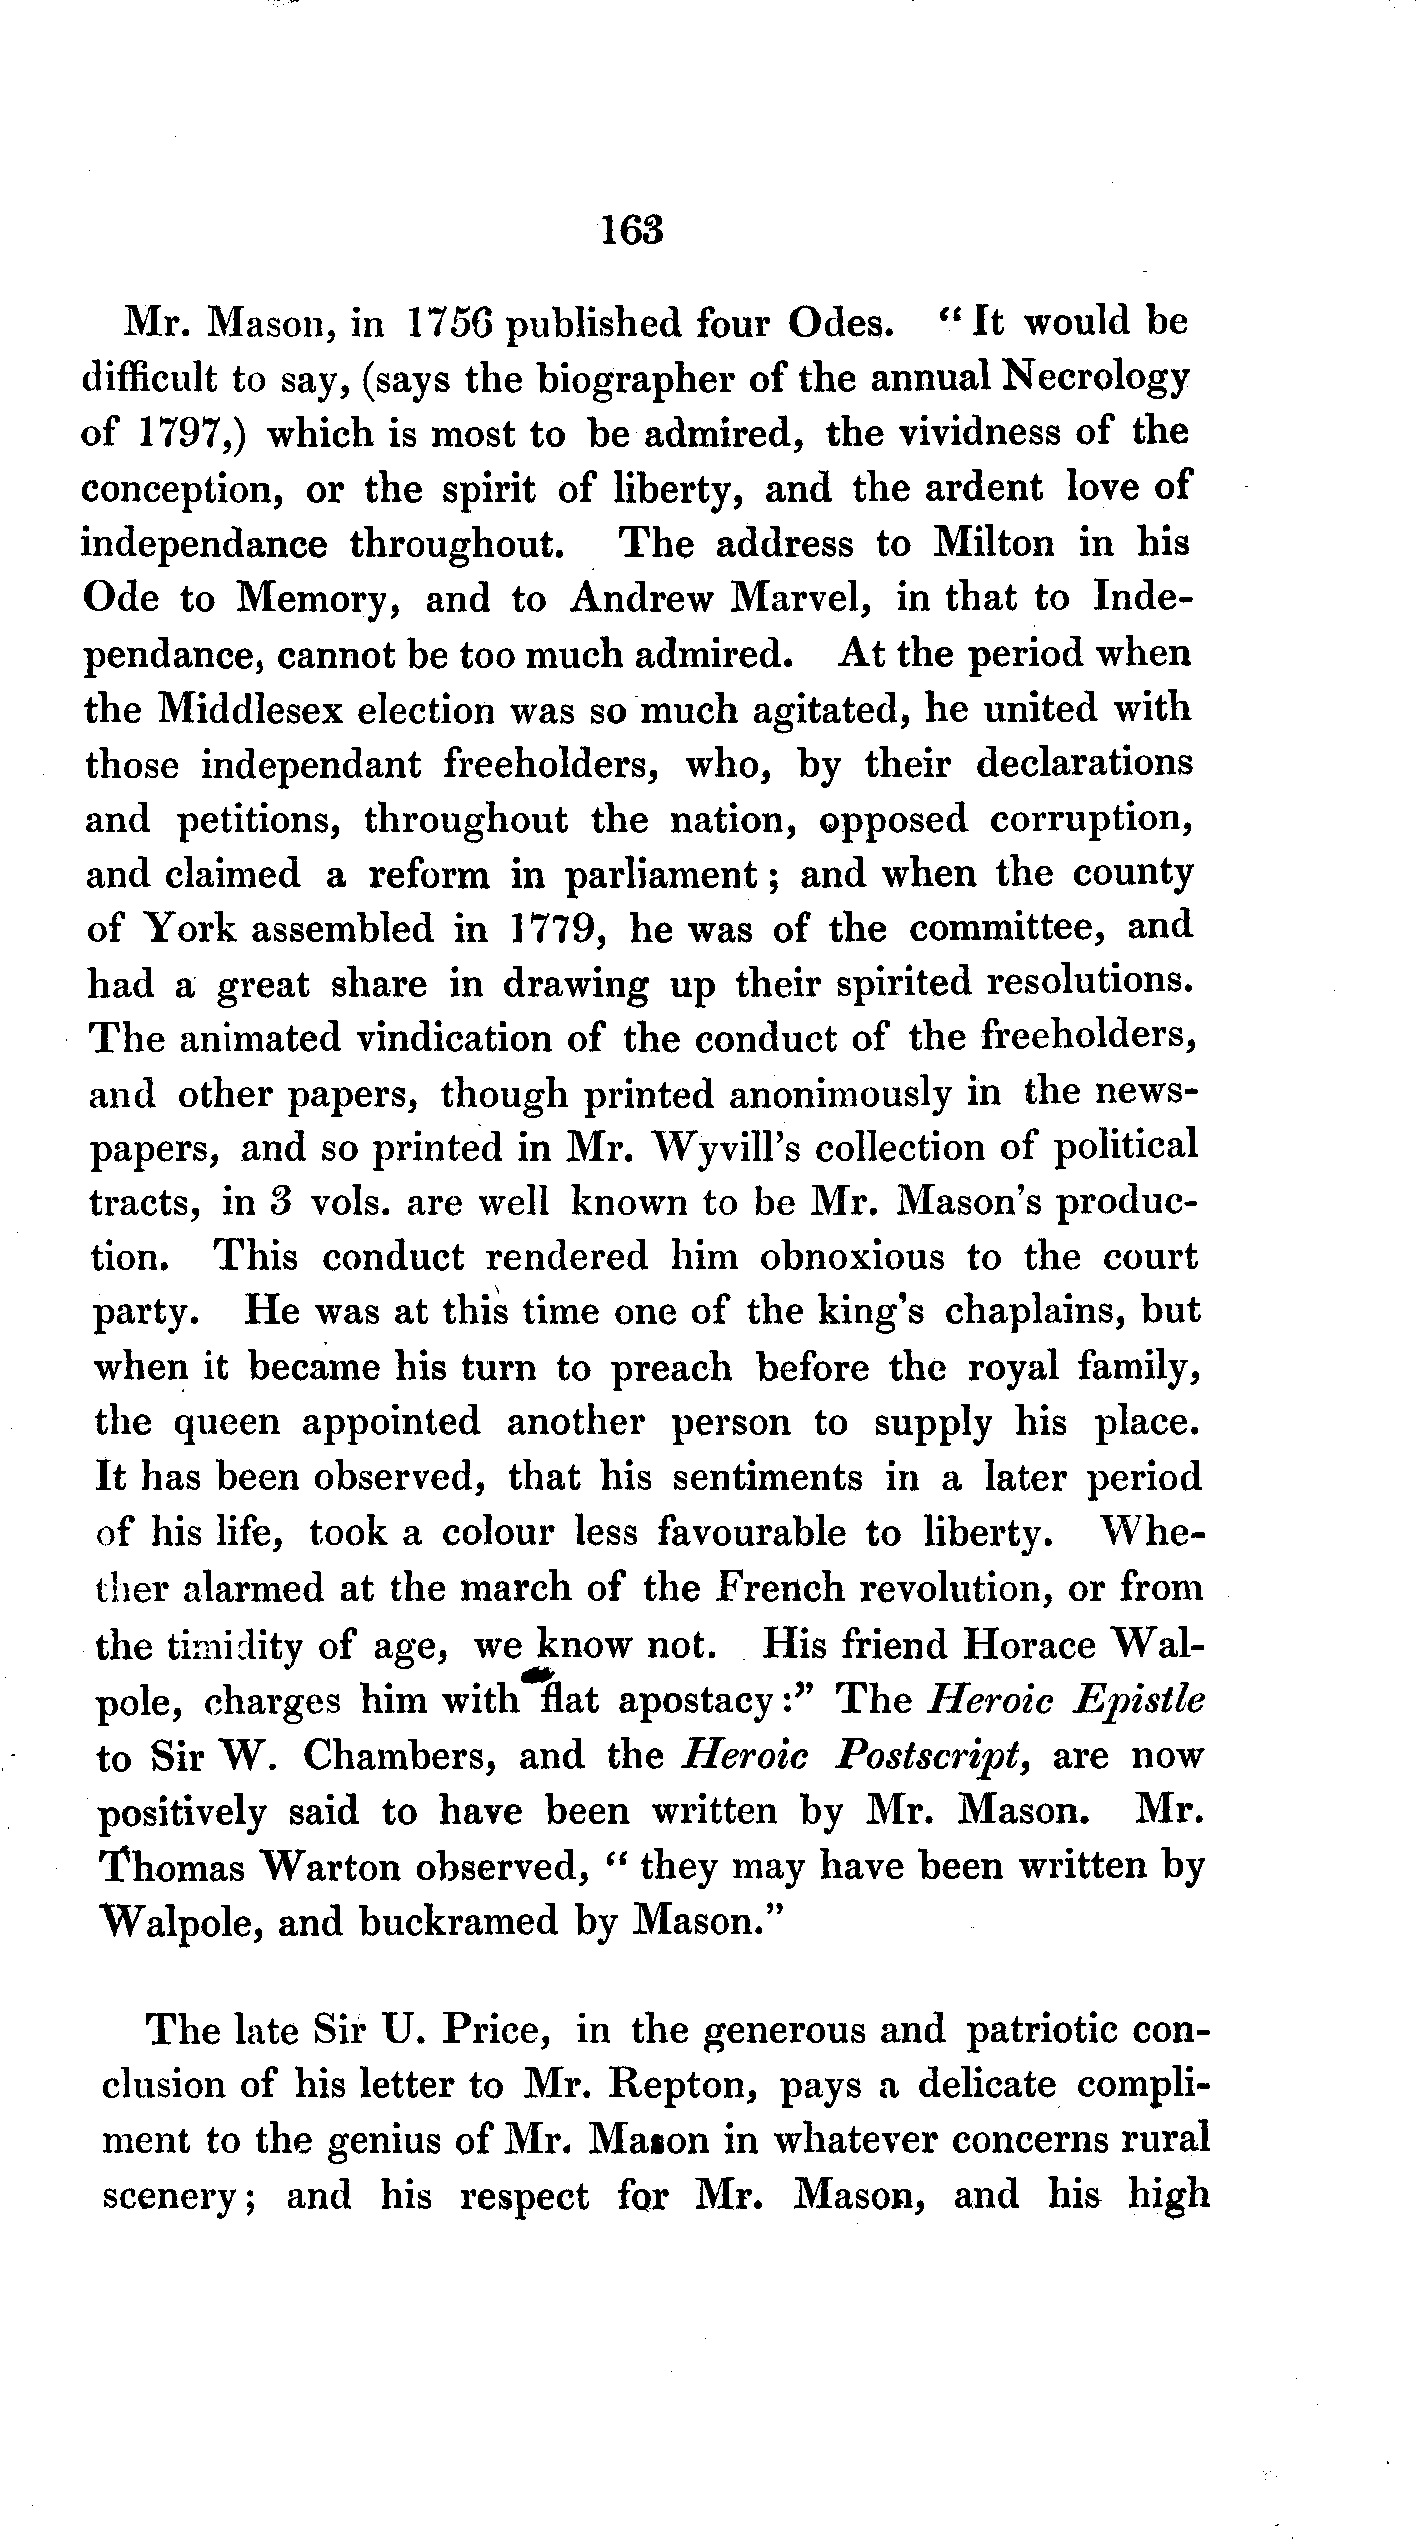 163
Mr. Mason, in 1756 published four Odes. “ It would be
difficult to say, (says the biographer of the annual Necrology
of 1797,) which is most to be admired, the vividness of the
conception, or the spirit of liberty, and the ardent love of
independance throughout. The address to Milton in his
Ode to Memory, and to Andrew Marvel, in that to Inde-
pendance, cannot be too much admired. At the period when
the Middlesex election was so much agitated, he united with
those independant freeholders, who, by their declarations
and petitions, throughout the nation, opposed corruption,
and claimed a reform in parliament ; and when the county
of York assembled in 1779, he was of the committee, and
had a great share in drawing up their spirited resolutions.
The animated vindication of the conduct of the freeholders,
and other papers, though printed anonimously in the news-
papers, and so printed in Mr. Wyvill’s collection of political
tracts, in 3 vols. are well known to be Mr. Mason’s produc-
tion. This conduct rendered him obnoxious to the court
party. He was at this time one of the king’s chaplains, but
when it became his turn to preach before the royal family,
the queen appointed another person to supply his place.
It has been observed, that his sentiments in a later period
of his life, took a colour less favourable to liberty. Whe-
ther alarmed at the march of the French revolution, or from
the timidity of age, we know not. His friend Horace Wal-
pole, charges him with flat apostacy :” The Heroic Epistle
to Sir W. Chambers, and the Heroic Postscript, are now
positively said to have been written by Mr. Mason. Mr.
Thomas Warton observed, “ they may have been written by
Walpole, and buckramed by Mason.”
The late Sir U. Price, in the generous and patriotic con-
clusion of his letter to Mr. Repton, pays a delicate compli-
ment to the genius of Mr. Mason in whatever concerns rural
scenery ; and his respect for Mr. Mason, and his high